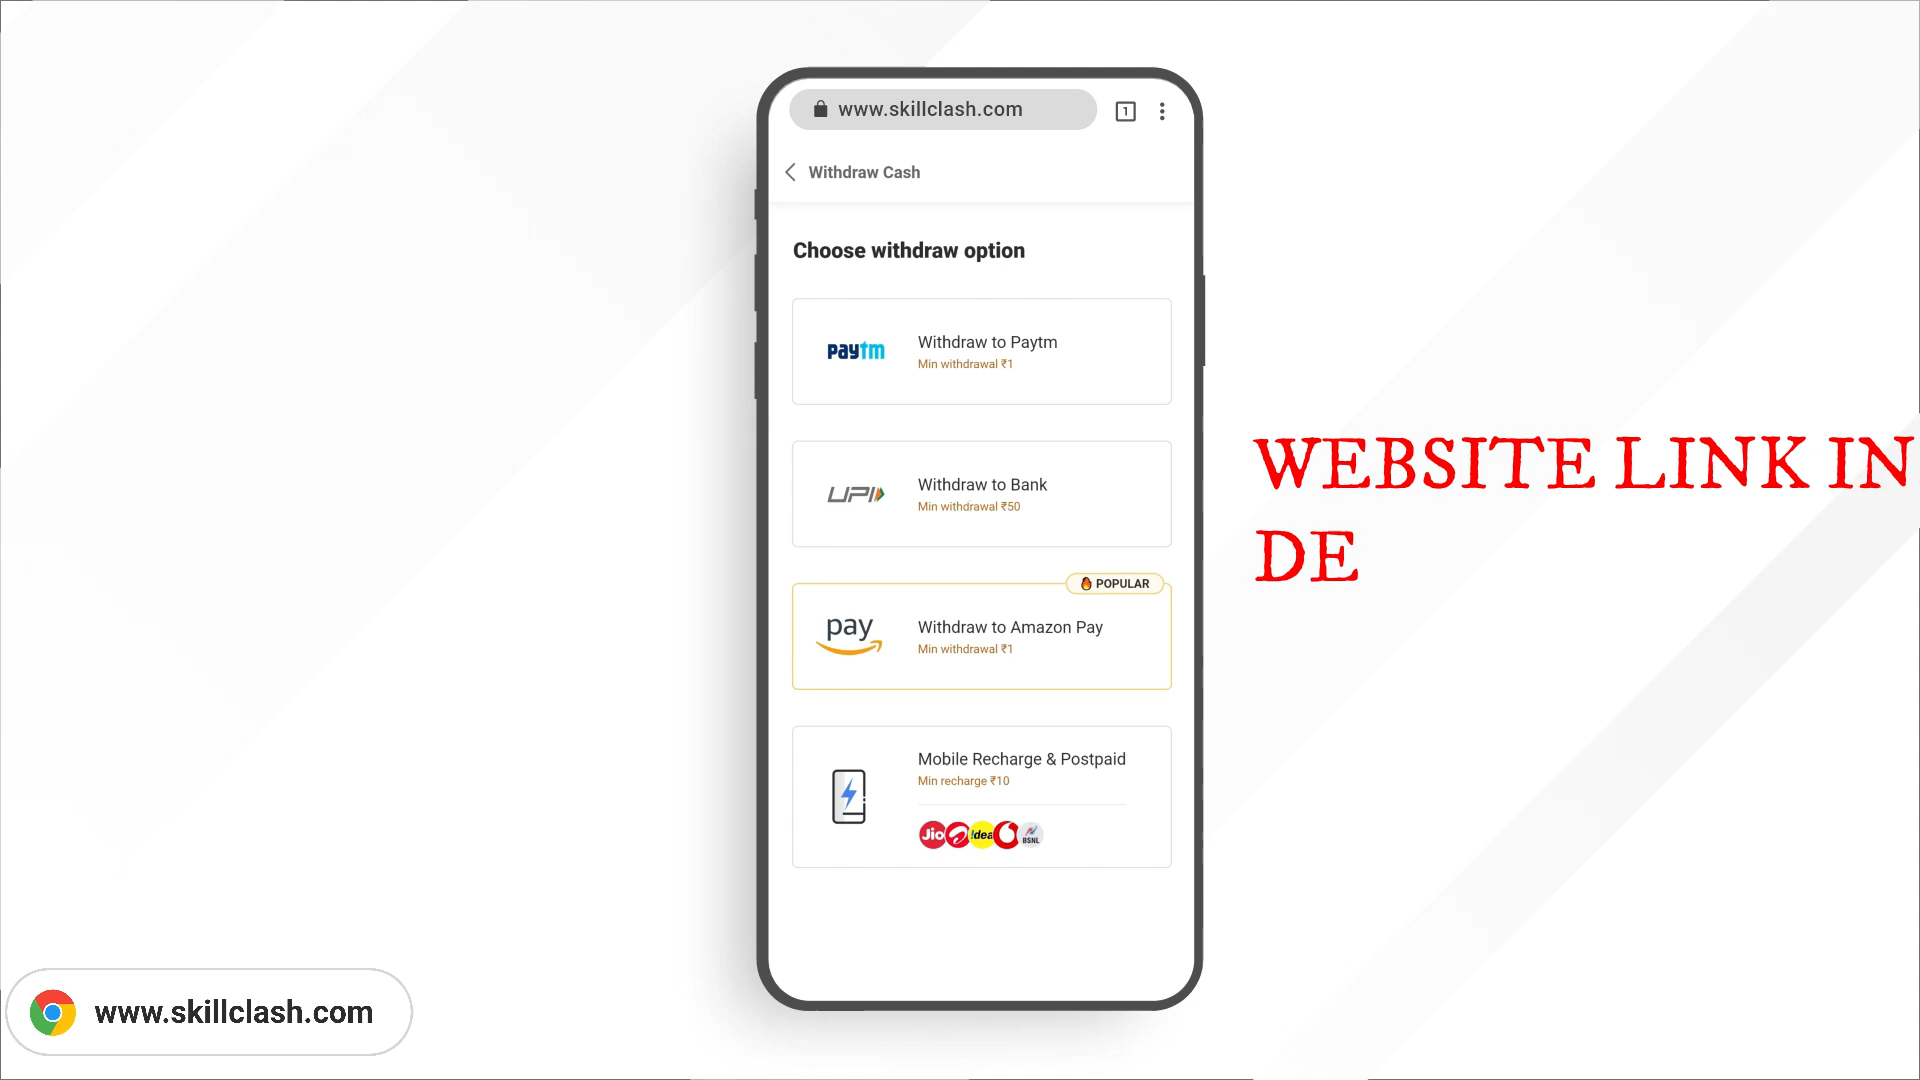 www.skillclash.com
1
Withdraw Cash
Choose withdraw option
paytm
Withdraw to Paytm
Min withdrawal ₹1
UPI
Withdraw to Bank
Min withdrawal ₹50
POPULAR
pay
Withdraw to Amazon Pay
Min withdrawal ₹1
Mobile Recharge & Postpaid
Min recharge ₹10
Jio !dea BSNL
WEBSITE LINK IN
DE
www.skillclash.com